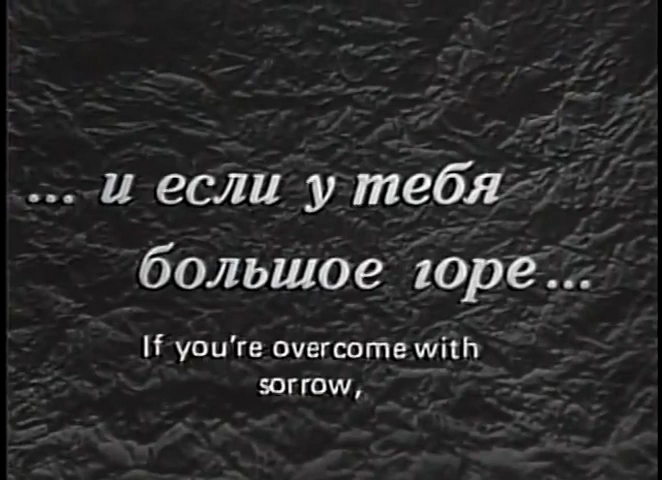 ... и если у тебя
большое горе...
If you're overcome with
sorrow,